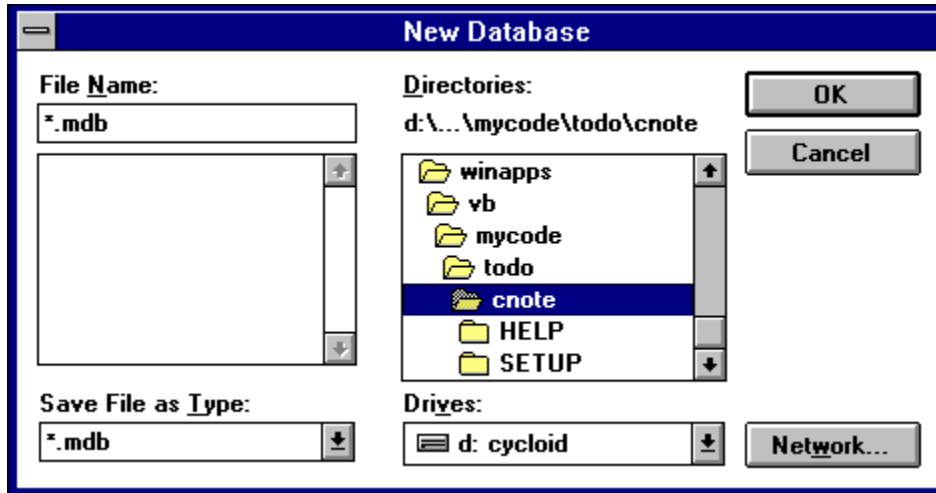 New Database
File Name:
*.mdb
Save File as Type:
*.mdb
Directories:
d:\...\mycode\todo\cnote
winapps
vb
mycode
todo
cnote
HELP
SETUP
Drives:
d: cycloid
OK
Cancel
Network...